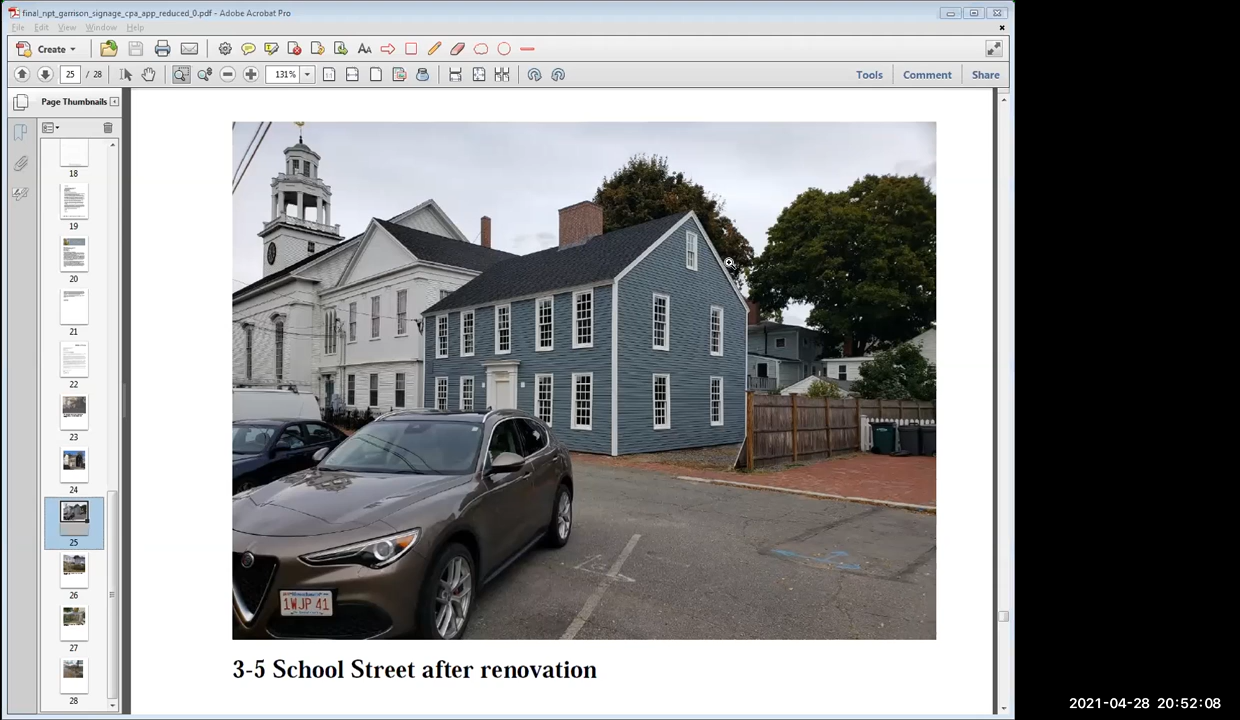 final_npt_garrison_signage_cpa_app_reduced_0.pdf - Adobe Acrobat Pro
File Edit View Window Help
Create
25 / 28 131% Tools Comment Share
Page Thumbnails
18
19
20
21
22
23
24
25
26
27
28
1WJP 41
3-5 School Street after renovation
2021-04-28 20:52:08